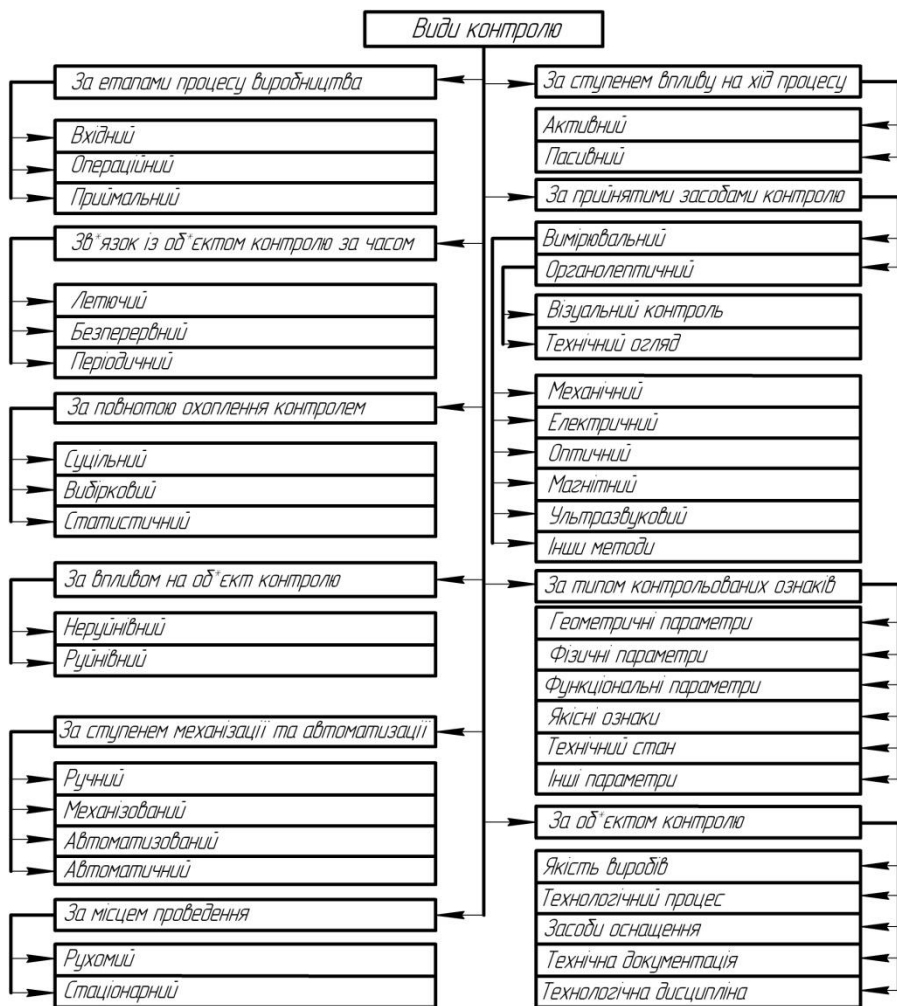 Види контролю
За етапами процесу виробництва
Вхідний
Операційний
Приймальний
Зв*язок із об*єктом контролю за часом
Летючий
Безперервний
Періодичний
За повнотою охоплення контролем
Суцільний
Вибірковий
Статистичний
За впливом на об*єкт контролю
Неруйнівний
Руйнівний
За ступенем механізації та автоматизації
Ручний
Механізований
Автоматизований
Автоматичний
За місцем проведення
Рухомий
Стаціонарний
За ступенем впливу на хід процесу
Активний
Пасивний
За прийнятими засобами контролю
Вимірювальний
Органолептичний
Візуальний контроль
Технічний огляд
Механічний
Електричний
Оптичний
Магнітний
Ультразвуковий
Інши методи
За типом контрольованих ознаків
Геометричні параметри
Фізичні параметри
Функціональні параметри
Якісні ознаки
Технічний стан
Інші параметри
За об*єктом контролю
Якість виробів
Технологічний процес
Засоби оснащення
Технічна документація
Технологічна дисципліна